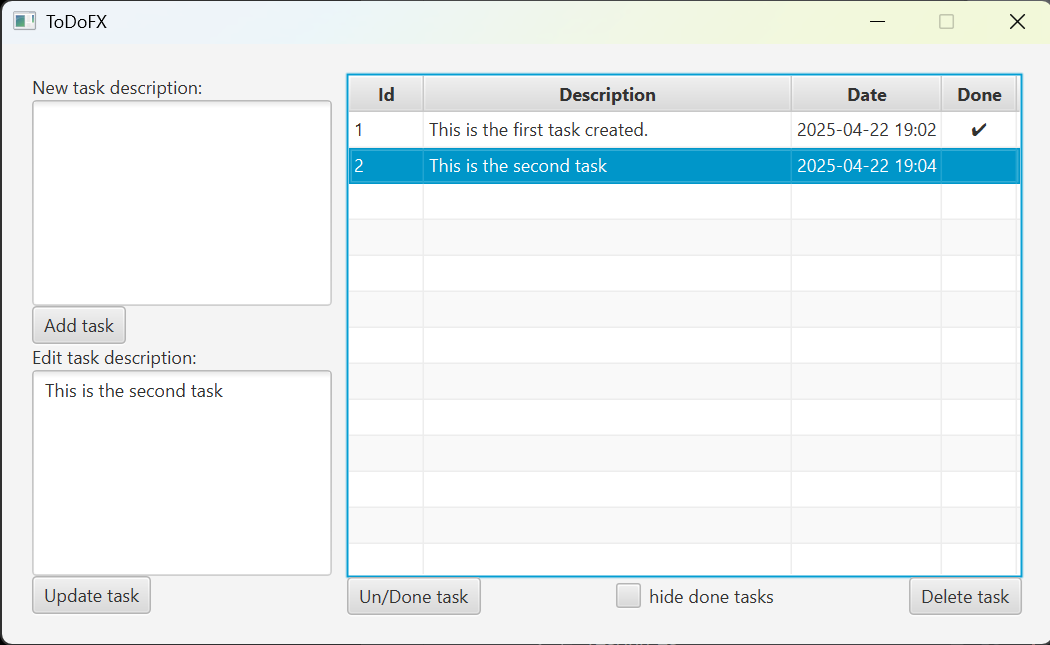 ToDoFX
New task description:
Add task
Edit task description:
This is the second task
Update task
Id Description Date Done
1 This is the first task created. 2025-04-22 19:02 ✔
2 This is the second task 2025-04-22 19:04
Un/Done task hide done tasks Delete task